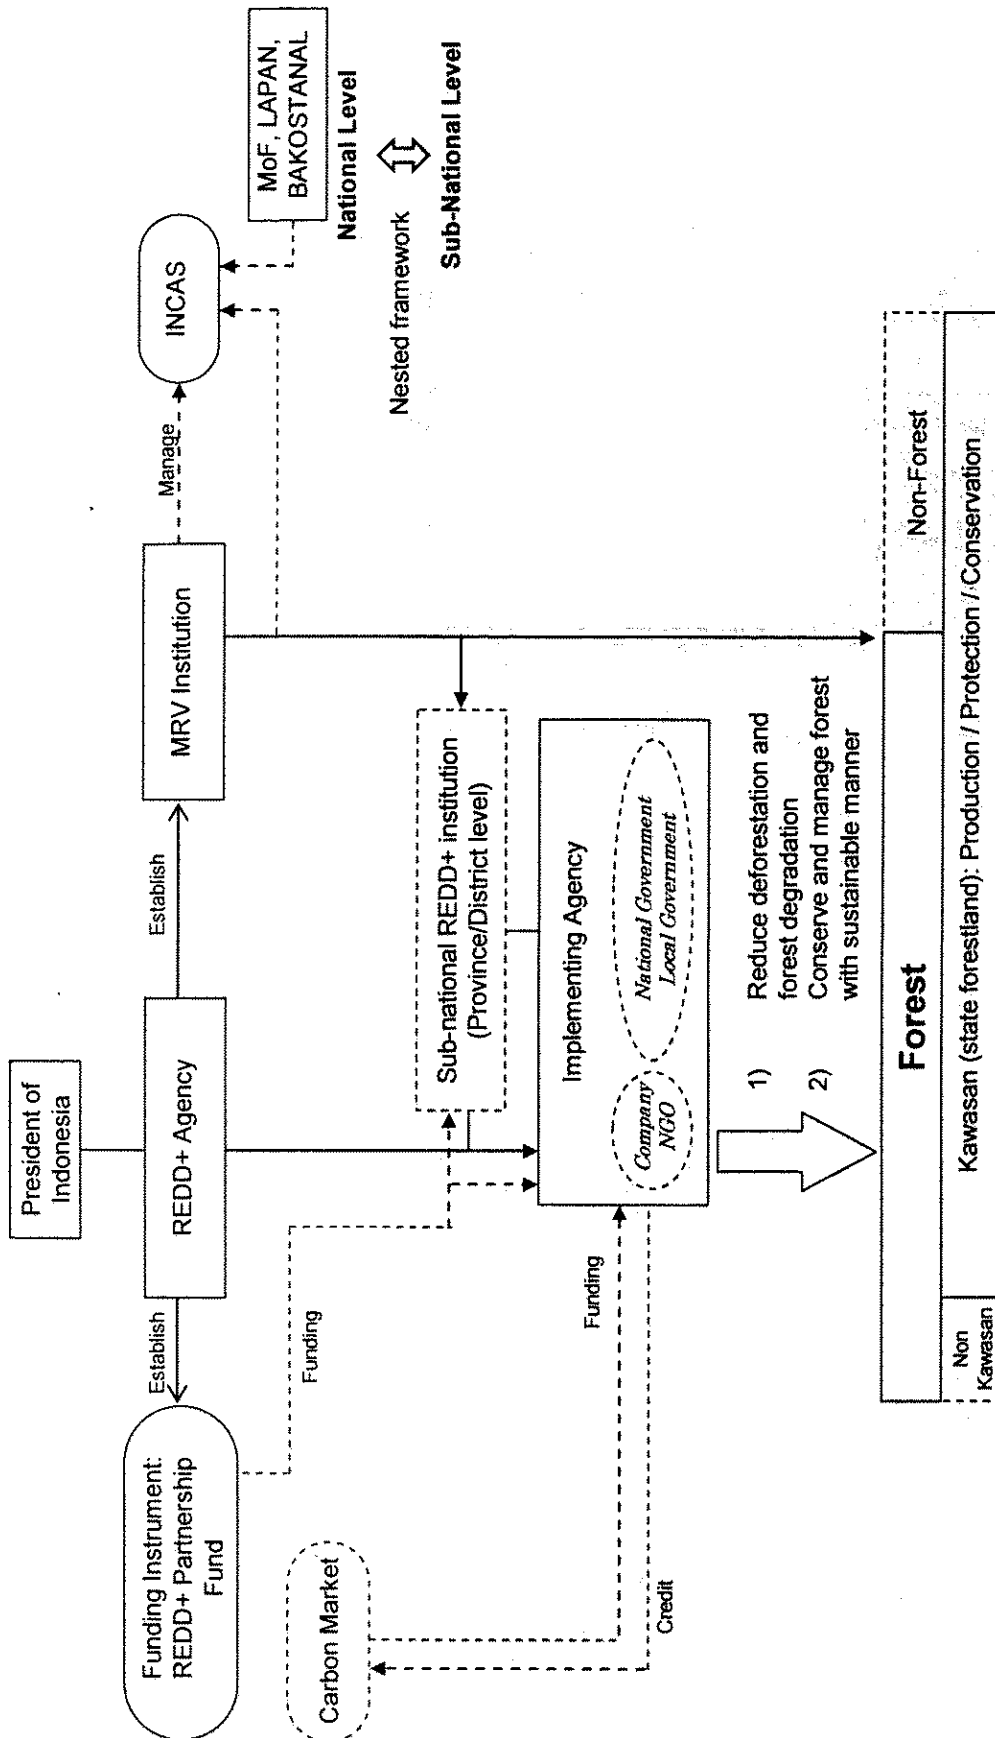 President of
Indonesia
REDD+ Agency
Establish
Establish
Funding Instrument:
REDD+ Partnership
Fund
MRV Institution
Manage
INCAS
MoF, LAPAN,
BAKOSTANAL
National Level
Nested framework
Sub-National Level
Funding
Carbon Market
Sub-national REDD+ institution
(Province/District level)
Implementing Agency
Company
NGO
National Government
Local Government
Funding
Credit
1) Reduce deforestation and
forest degradation
2) Conserve and manage forest
with sustainable manner
Forest
Non-Forest
Non
Kawasan
Kawasan (state forestland): Production / Protection / Conservation